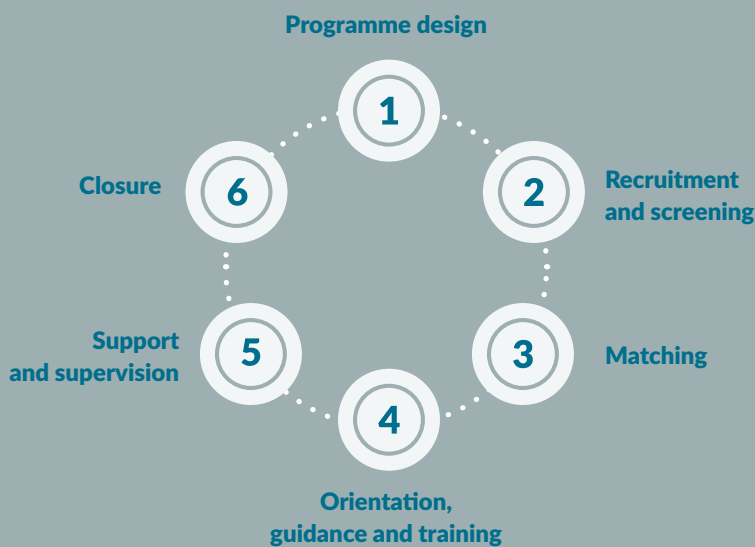 Programme design
1
2
Recruitment
and screening
3
Matching
4
Orientation,
guidance and training
5
Support
and supervision
6
Closure